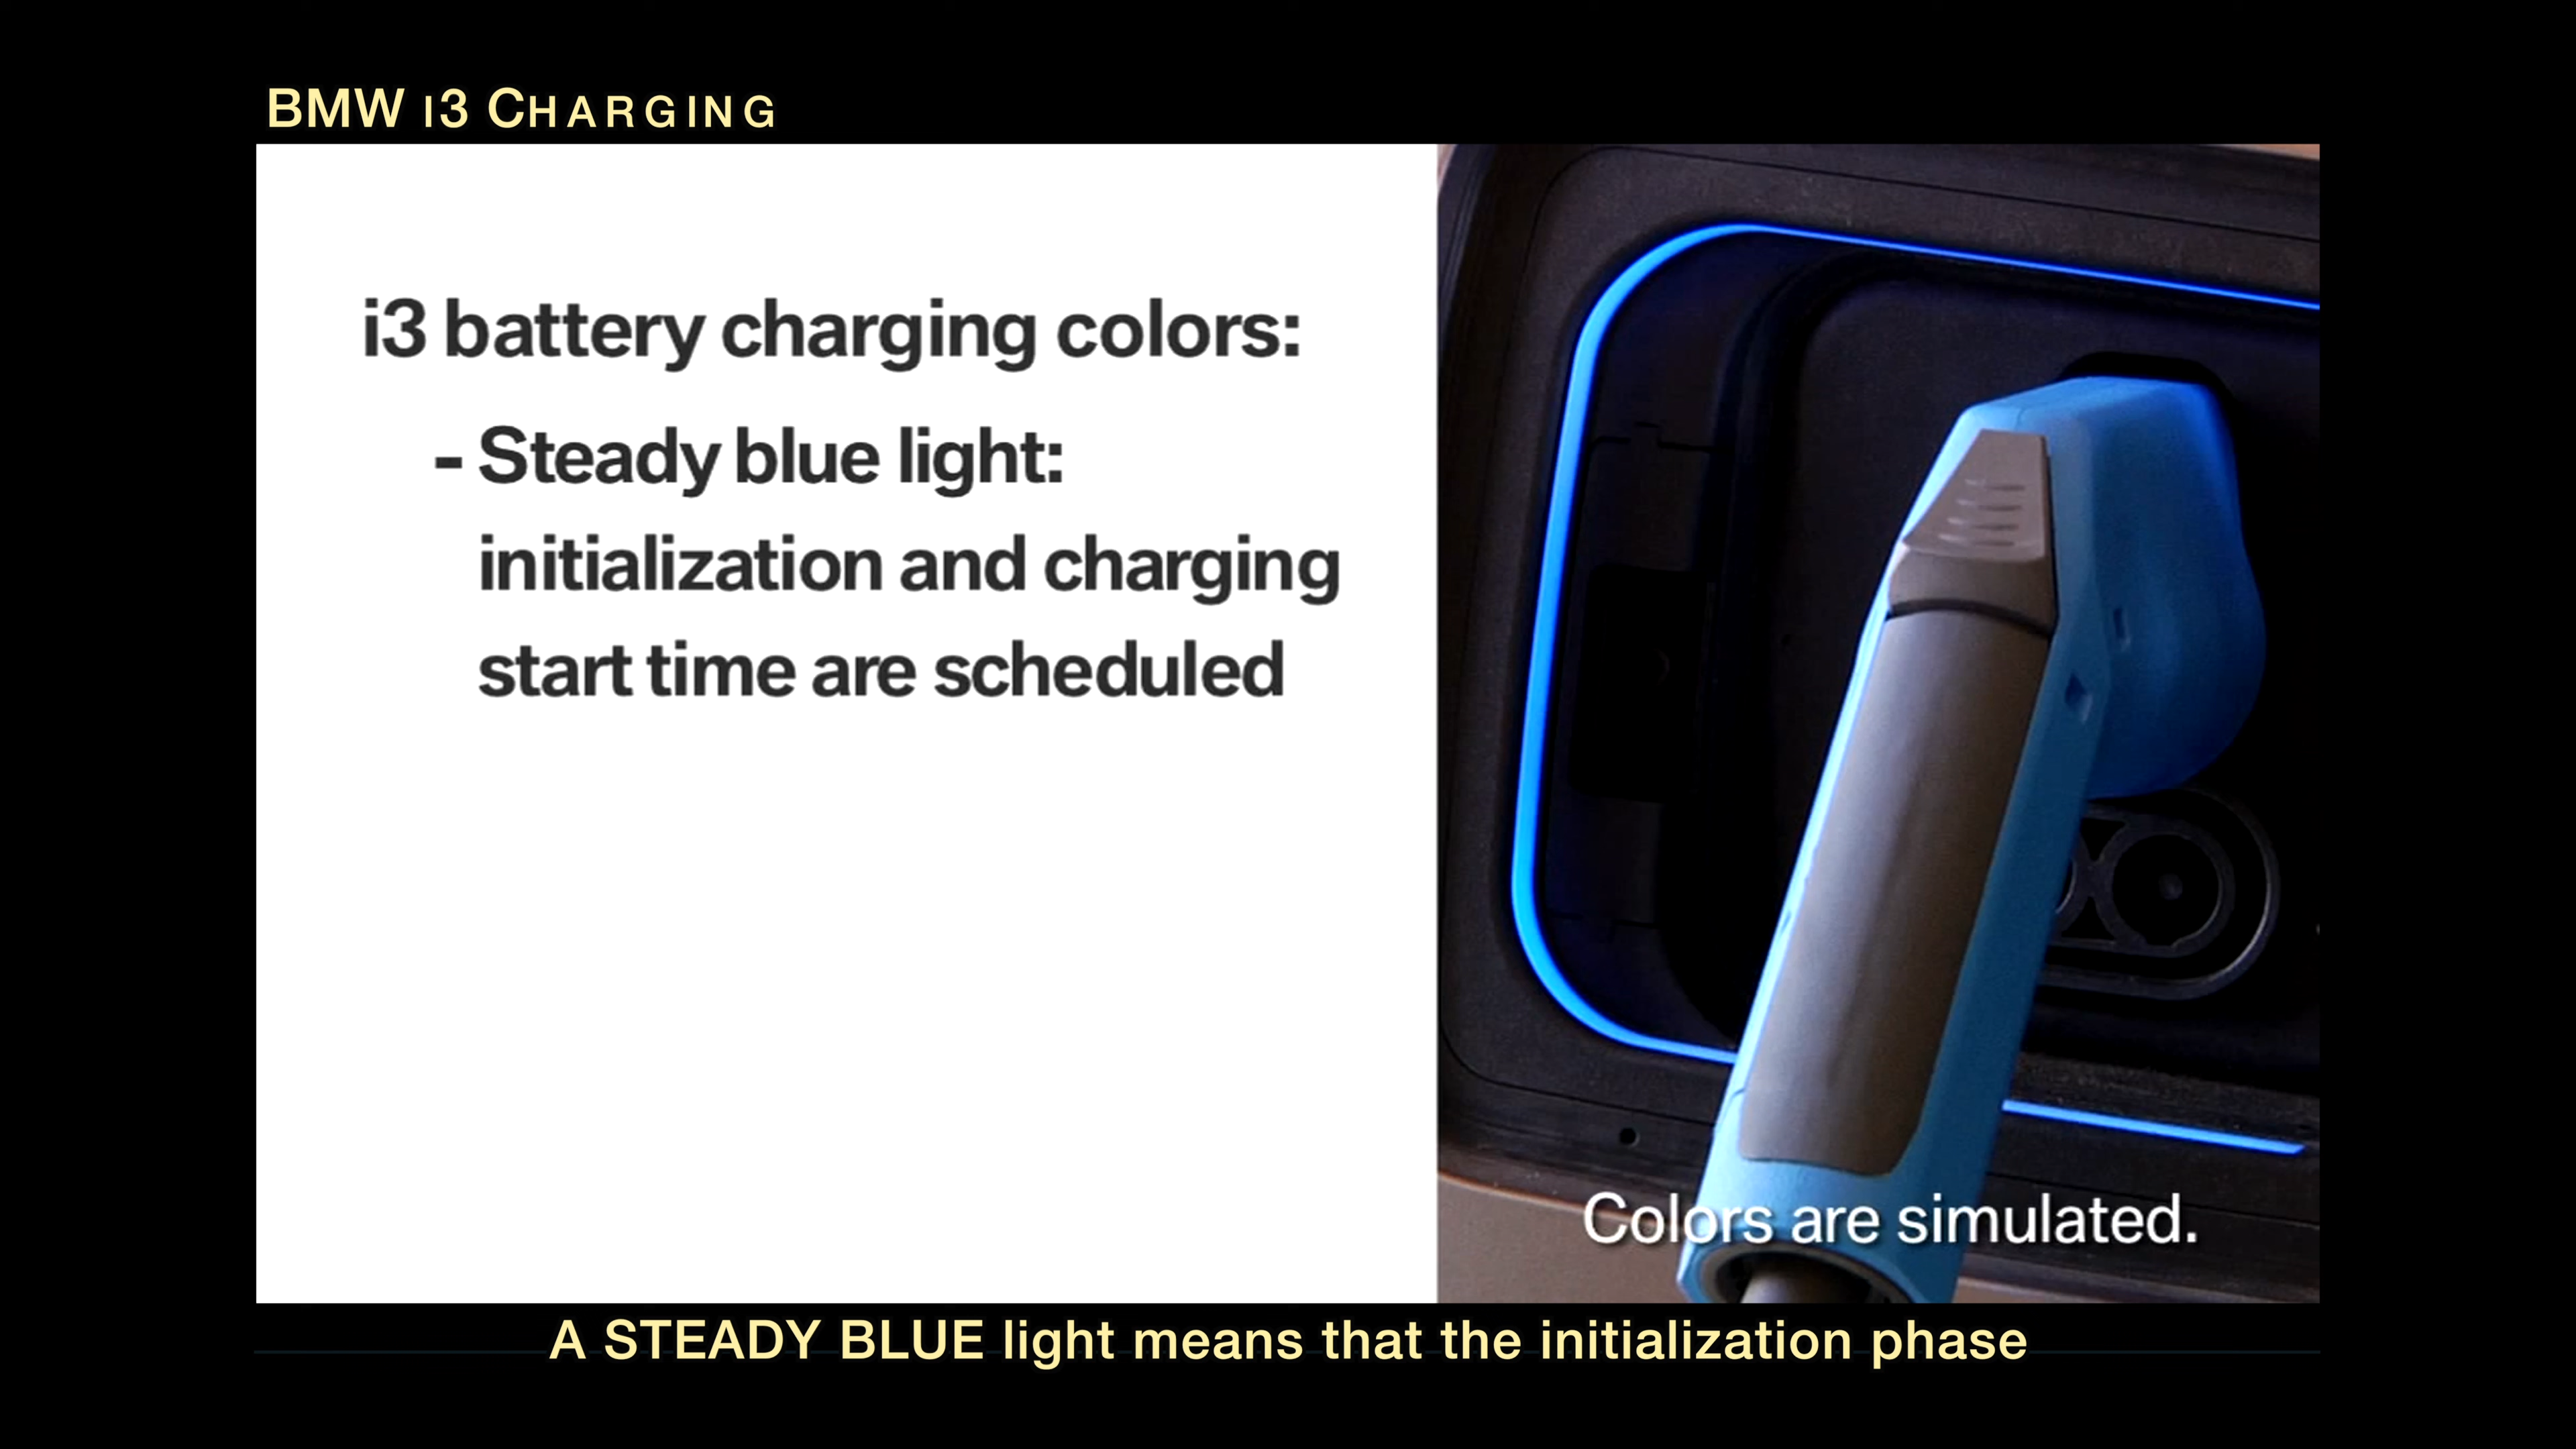 BMW i3 CHARGING
i3 battery charging colors:
- Steady blue light:
initialization and charging
start time are scheduled
Colors are simulated.
A STEADY BLUE light means that the initialization phase